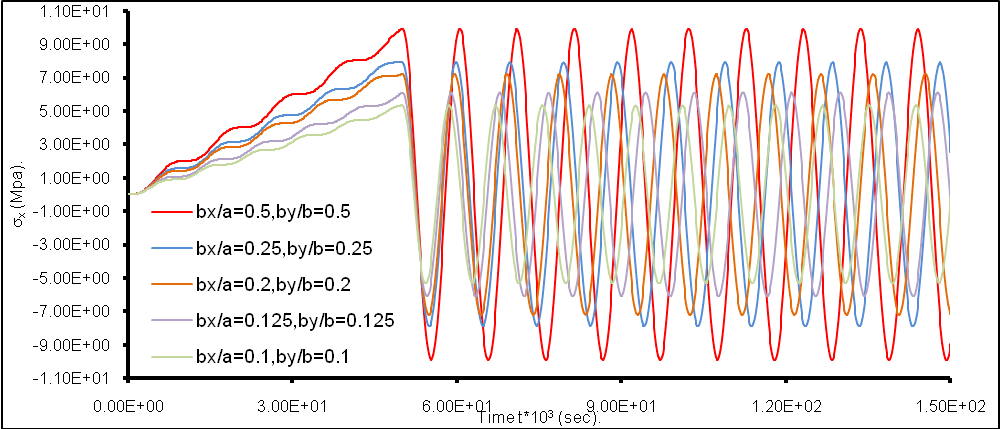 1.10E+01
9.00E+00
7.00E+00
5.00E+00
3.00E+00
1.00E+00
-1.00E+00
-3.00E+00
-5.00E+00
-7.00E+00
-9.00E+00
-1.10E+01
σx (Mpa).
bx/a=0.5,by/b=0.5
bx/a=0.25,by/b=0.25
bx/a=0.2,by/b=0.2
bx/a=0.125,by/b=0.125
bx/a=0.1,by/b=0.1
0.00E+00 3.00E+01 6.00E+01 9.00E+01 1.20E+02 1.50E+02
Time t*10³ (sec).